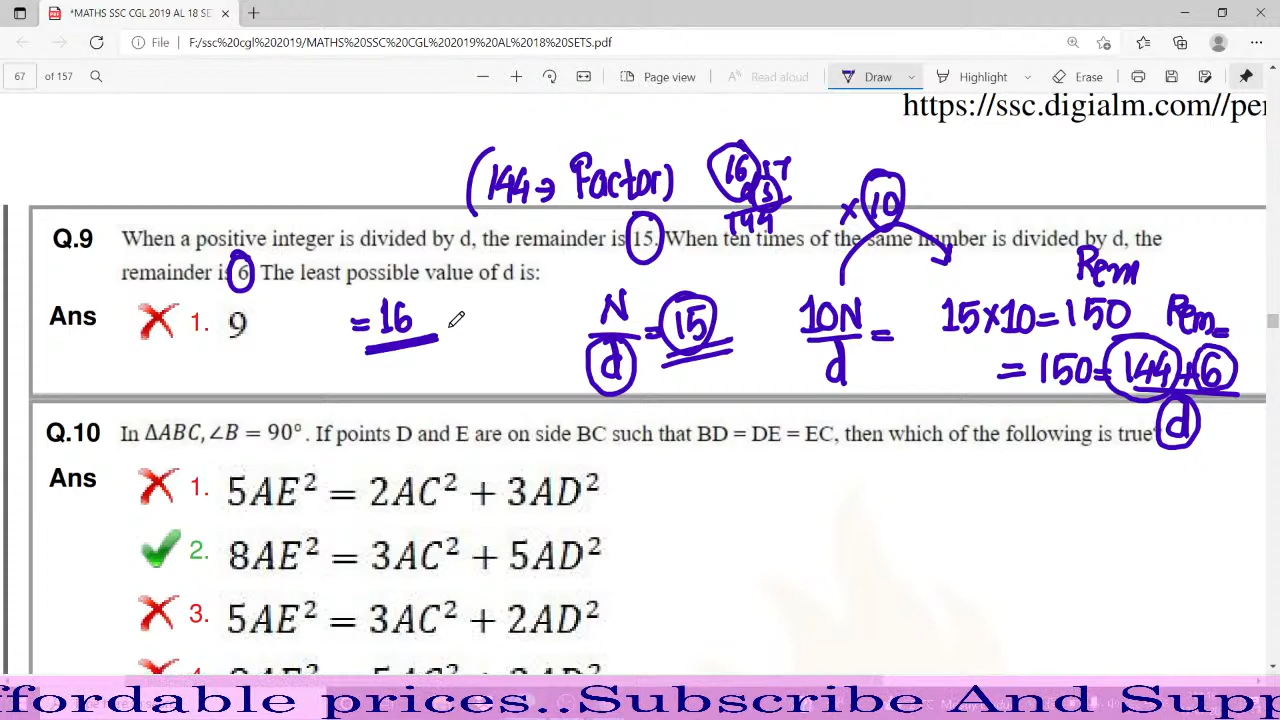 *MATHS SSC CGL 2019 AL 18 SE
File F:/ssc%20cgl%202019/MATHS%20SSC%20CGL%202019%20AL%2018%20SETS.pdf
67 of 157 Page view Read aloud Draw Highlight Erase
https://ssc.digialm.com//per
(144→ Factor) 16
×10
144
Q.9 When a positive integer is divided by d, the remainder is 15. When ten times of the same number is divided by d, the
remainder is 6. The least possible value of d is:
Rem
Ans 1. 9 = 16 N/d = 15 10N/d = 15×10=150 Rem
= 150= 144+6/d
Q.10 In ΔABC, ∠B = 90°. If points D and E are on side BC such that BD = DE = EC, then which of the following is true
Ans 1. 5AE² = 2AC² + 3AD²
2. 8AE² = 3AC² + 5AD²
3. 5AE² = 3AC² + 2AD²
ffordable prices..Subscribe And Supp